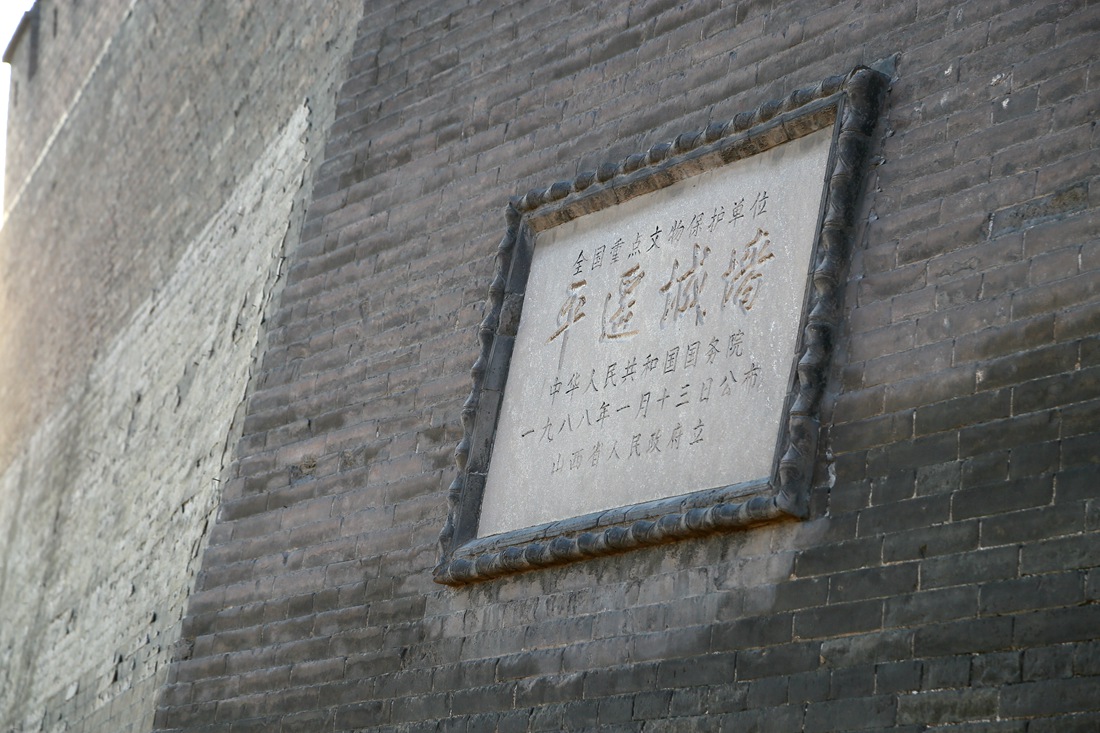 全国重点文物保护单位
平遥城墙
中华人民共和国国务院
一九八八年一月十三日公布
山西省人民政府立